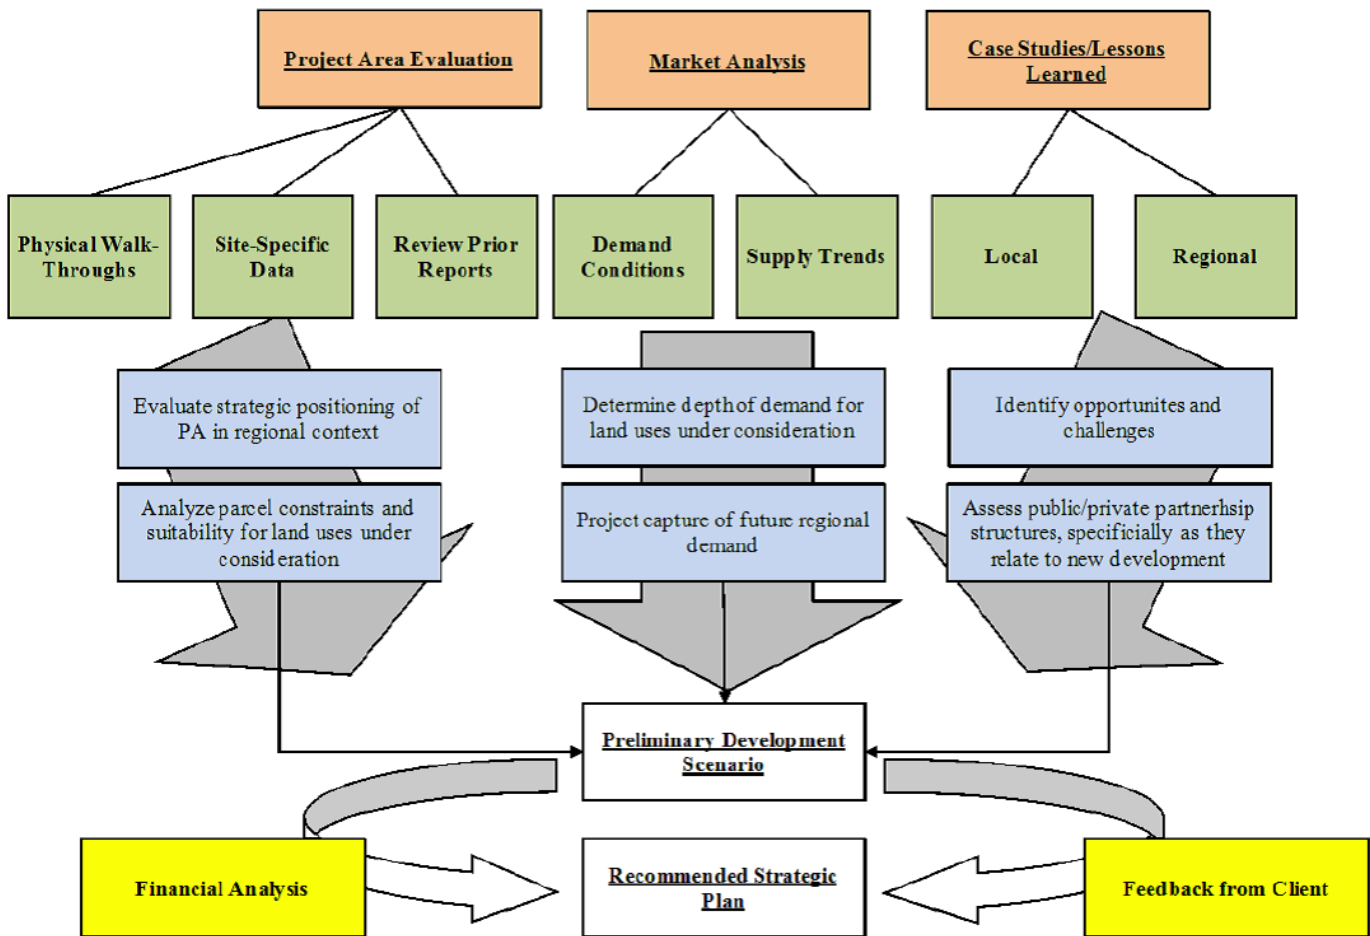 Project Area Evaluation
Market Analysis
Case Studies/Lessons
Learned
Physical Walk-
Throughs
Site-Specific
Data
Review Prior
Reports
Demand
Conditions
Supply Trends
Local
Regional
Evaluate strategic positioning of
PA in regional context
Determine depth of demand for
land uses under consideration
Identify opportunites and
challenges
Analyze parcel constraints and
suitability for land uses under
consideration
Project capture of future regional
demand
Assess public/private partnerhsip
structures, specificially as they
relate to new development
Preliminary Development
Scenario
Financial Analysis
Recommended Strategic
Plan
Feedback from Client